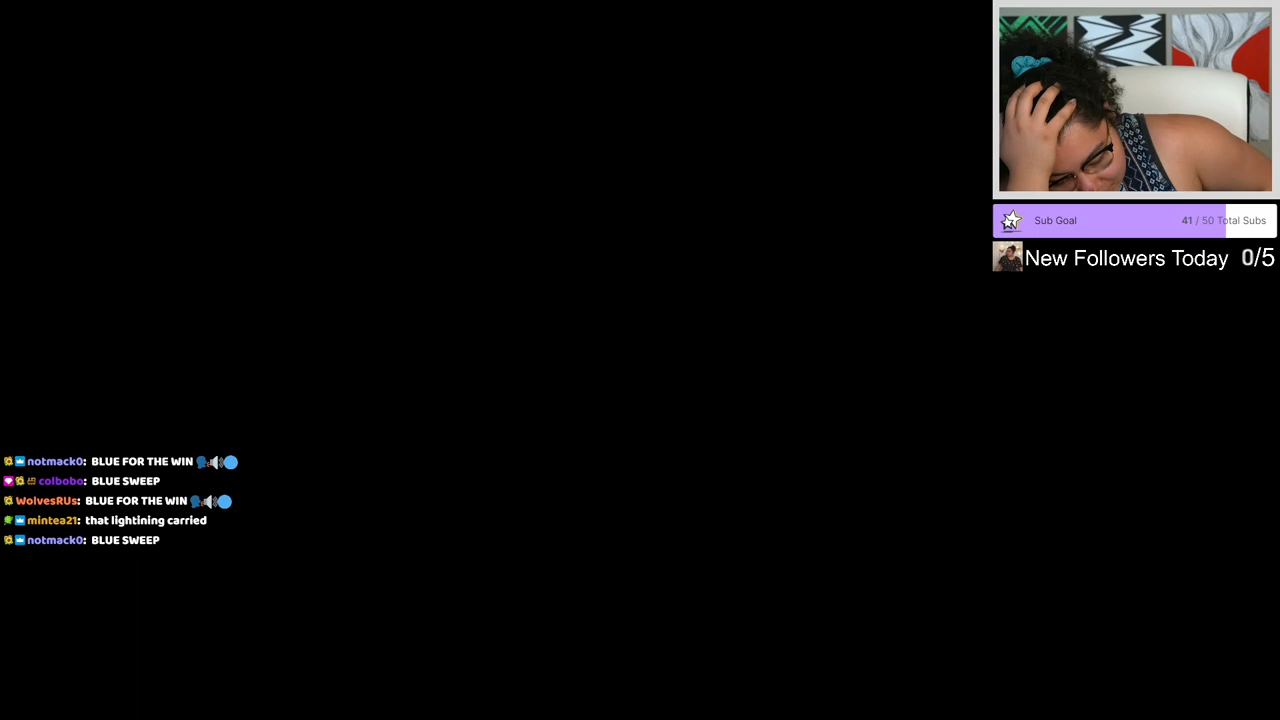 Sub Goal 41 / 50 Total Subs
New Followers Today 0/5
notmack0: BLUE FOR THE WIN
colbobo: BLUE SWEEP
WolvesRUs: BLUE FOR THE WIN
mintea21: that lightining carried
notmack0: BLUE SWEEP